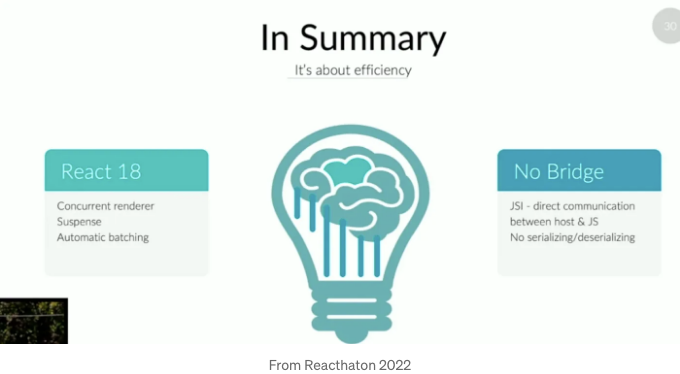 In Summary
30
It's about efficiency
React 18
Concurrent renderer
Suspense
Automatic batching
No Bridge
JSI - direct communication
between host & JS
No serializing/deserializing
From Reacthaton 2022